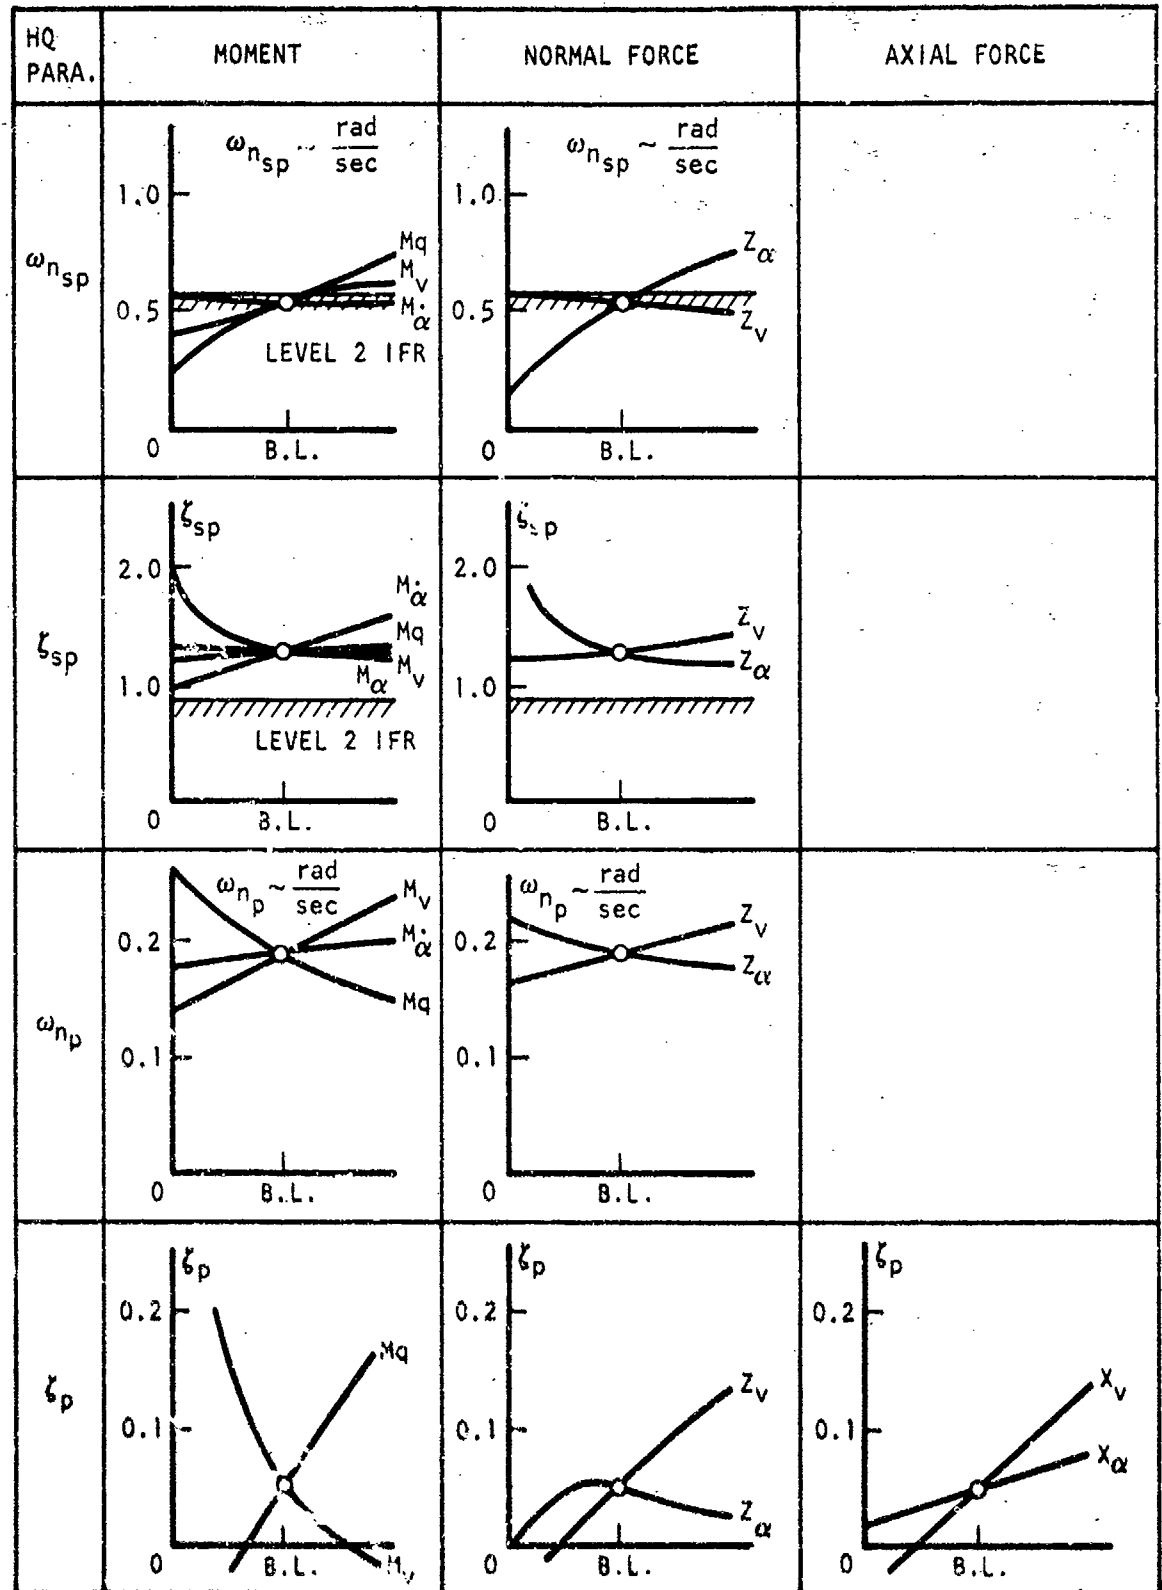 HQ PARA.
MOMENT
NORMAL FORCE
AXIAL FORCE
ω_n_sp
ω_n_sp ~ rad/sec
1.0
0.5
0
Mq
M_v
M_α̇
LEVEL 2 IFR
B.L.
ω_n_sp ~ rad/sec
1.0
0.5
0
Z_α
Z_v
B.L.
ζ_sp
ζ_sp
2.0
1.0
0
M_α̇
Mq
M_v
M_α
LEVEL 2 IFR
B.L.
ζ_sp
2.0
1.0
0
Z_v
Z_α
B.L.
ω_n_p
ω_n_p ~ rad/sec
0.2
0.1
0
M_v
M_α̇
Mq
B.L.
ω_n_p ~ rad/sec
0.2
0.1
0
Z_v
Z_α
B.L.
ζ_p
ζ_p
0.2
0.1
0
Mq
M_v
B.L.
ζ_p
0.2
0.1
0
Z_v
Z_α
B.L.
ζ_p
0.2
0.1
0
X_v
X_α
B.L.